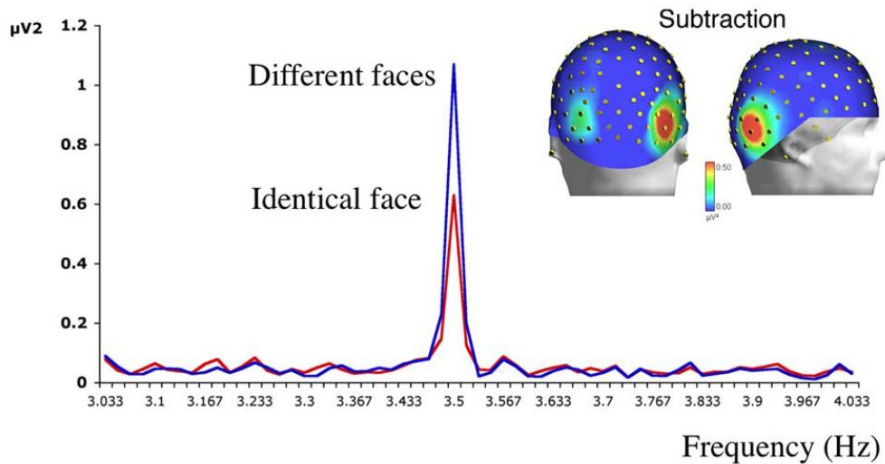 Subtraction
µV2
1.2
1
0.8
0.6
0.4
0.2
0
Different faces
Identical face
0.50
0.00
µV²
3.033 3.1 3.167 3.233 3.3 3.367 3.433 3.5 3.567 3.633 3.7 3.767 3.833 3.9 3.967 4.033
Frequency (Hz)